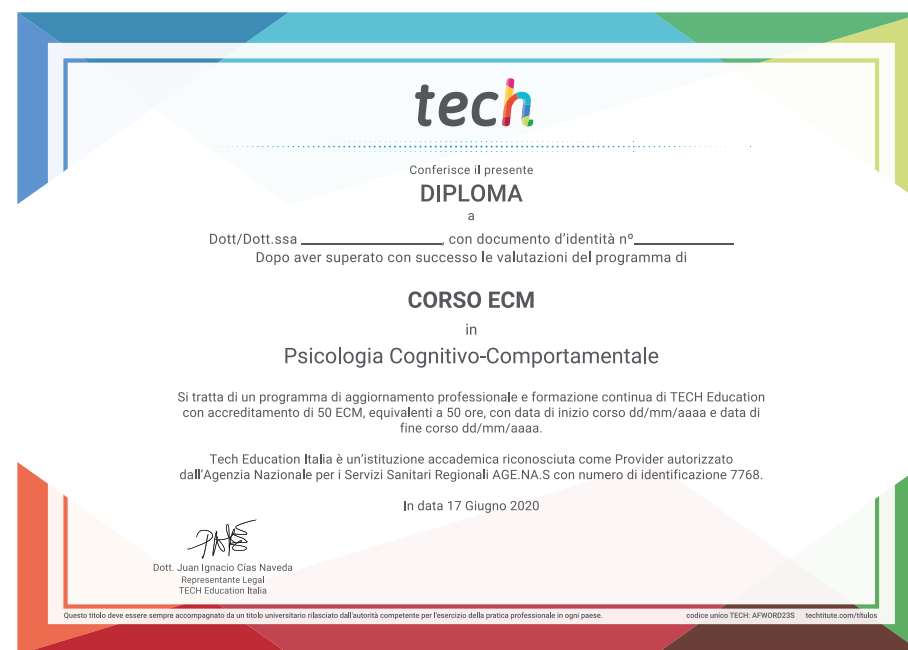 tech
Conferisce il presente
DIPLOMA
a
Dott/Dott.ssa ____________________, con documento d'identità nº______________
Dopo aver superato con successo le valutazioni del programma di
CORSO ECM
in
Psicologia Cognitivo-Comportamentale
Si tratta di un programma di aggiornamento professionale e formazione continua di TECH Education
con accreditamento di 50 ECM, equivalenti a 50 ore, con data di inizio corso dd/mm/aaaa e data di
fine corso dd/mm/aaaa.
Tech Education Italia è un'istituzione accademica riconosciuta come Provider autorizzato
dall'Agenzia Nazionale per i Servizi Sanitari Regionali AGE.NA.S con numero di identificazione 7768.
In data 17 Giugno 2020
Dott. Juan Ignacio Cías Naveda
Representante Legal
TECH Education Italia
Questo titolo deve essere sempre accompagnato da un titolo universitario rilasciato dall'autorità competente per l'esercizio della pratica professionale in ogni paese. codice unico TECH: AFWORD23S techtitute.com/titulos